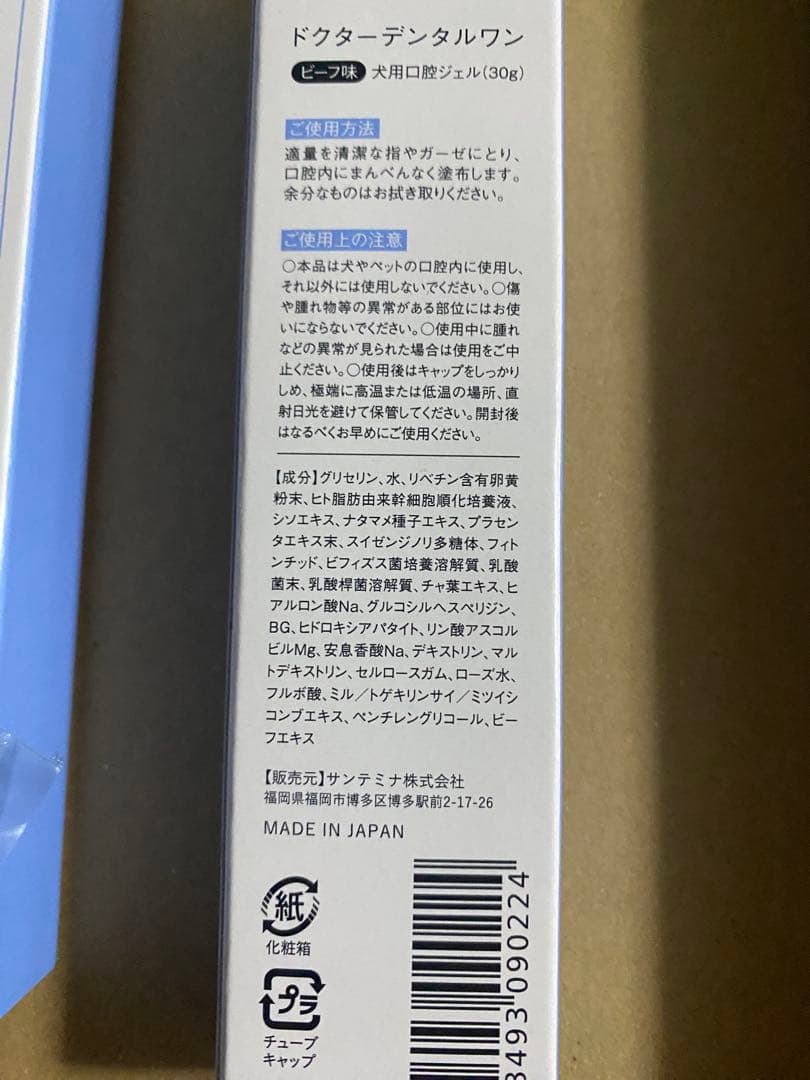 ドクターデンタルワン
ビーフ味 犬用口腔ジェル(30g)
ご使用方法
適量を清潔な指やガーゼにとり、
口腔内にまんべんなく塗布します。
余分なものはお拭き取りください。
ご使用上の注意
○本品は犬やペットの口腔内に使用し、
それ以外には使用しないでください。○傷
や腫れ物等の異常がある部位にはお使
いにならないでください。○使用中に腫れ
などの異常が見られた場合は使用をご中
止ください。○使用後はキャップをしっかり
しめ、極端に高温または低温の場所、直
射日光を避けて保管してください。開封後
はなるべくお早めにご使用ください。
【成分】グリセリン、水、リベチン含有卵黄
粉末、ヒト脂肪由来幹細胞順化培養液、
シソエキス、ナタマメ種子エキス、プラセン
タエキス末、スイゼンジノリ多糖体、フィト
ンチッド、ビフィズス菌培養溶解質、乳酸
菌末、乳酸桿菌溶解質、チャ葉エキス、ヒ
アルロン酸Na、グルコシルヘスペリジン、
BG、ヒドロキシアパタイト、リン酸アスコル
ビルMg、安息香酸Na、デキストリン、マル
トデキストリン、セルロースガム、ローズ水、
フルボ酸、ミル／トゲキリンサイ／ミツイシ
コンブエキス、ペンチレングリコール、ビー
フエキス
【販売元】サンテミナ株式会社
福岡県福岡市博多区博多駅前2-17-26
MADE IN JAPAN
紙
化粧箱
プラ
チューブ
キャップ
3493 090224